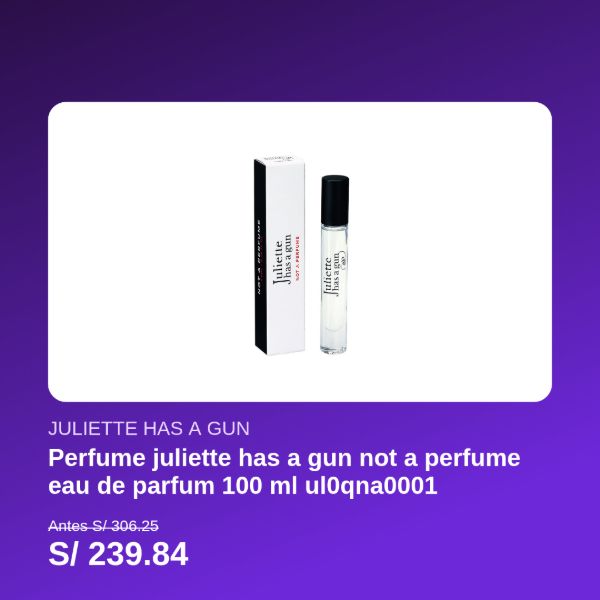 NOT A PERFUME
Juliette
has a gun
NOT A PERFUME
Juliette
has a gun
JULIETTE HAS A GUN
Perfume juliette has a gun not a perfume
eau de parfum 100 ml ul0qna0001
Antes S/ 306.25
S/ 239.84